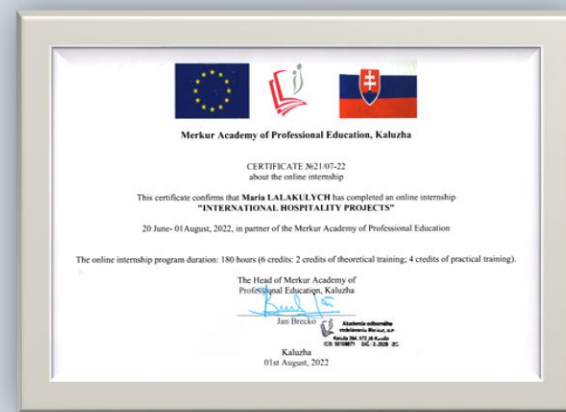 Merkur Academy of Professional Education, Kaluzha
CERTIFICATE №21/07-22
about the online internship
This certificate confirms that Maria LALAKULYCH has completed an online internship
"INTERNATIONAL HOSPITALITY PROJECTS"
20 June- 01August, 2022, in partner of the Merkur Academy of Professional Education
The online internship program duration: 180 hours (6 credits: 2 credits of theoretical training; 4 credits of practical training).
The Head of Merkur Academy of
Professional Education, Kaluzha
Jan Brecko
Akadémia odborného
vzdelávania Merkur,
Kaluzha
01st August, 2022